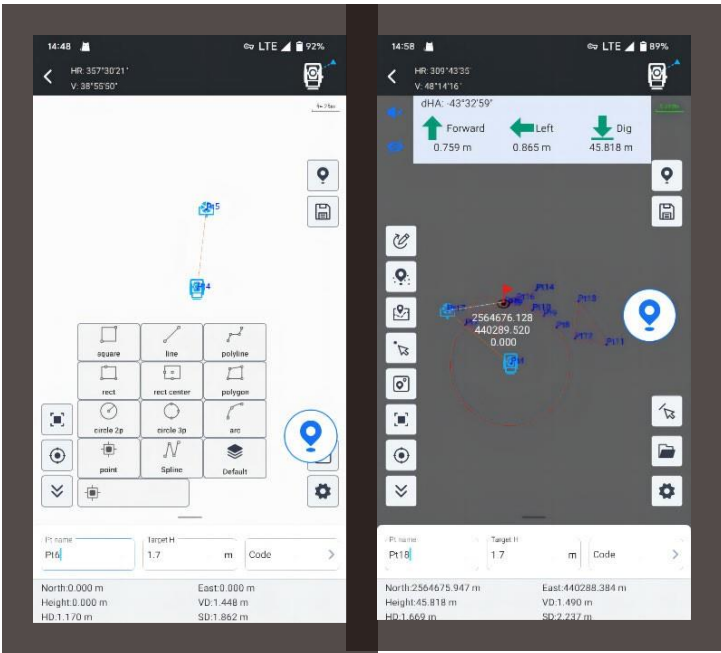 14:48
LTE 92%
HR: 357°30'21"
V: 38°55'50"
Pt5
Pt4
square
line
polyline
rect
rect center
polygon
circle 2p
circle 3p
arc
point
Spline
Default
Pt name
Pt6
Target H
1.7 m
Code
North:0.000 m
East:0.000 m
Height:0.000 m
VD:1.448 m
HD:1.170 m
SD:1.862 m
14:58
LTE 89%
HR: 309°43'35"
V: 48°14'16"
dHA: -43°32'59"
Forward
Left
Dig
0.759 m
0.865 m
45.818 m
Pt14
Pt16
Pt13
Pt8
Pt12
Pt11
2564676.128
440289.520
0.000
Pt name
Pt18
Target H
1.7 m
Code
North:2564675.947 m
East:440288.384 m
Height:45.818 m
VD:1.490 m
HD:1.669 m
SD:2.237 m